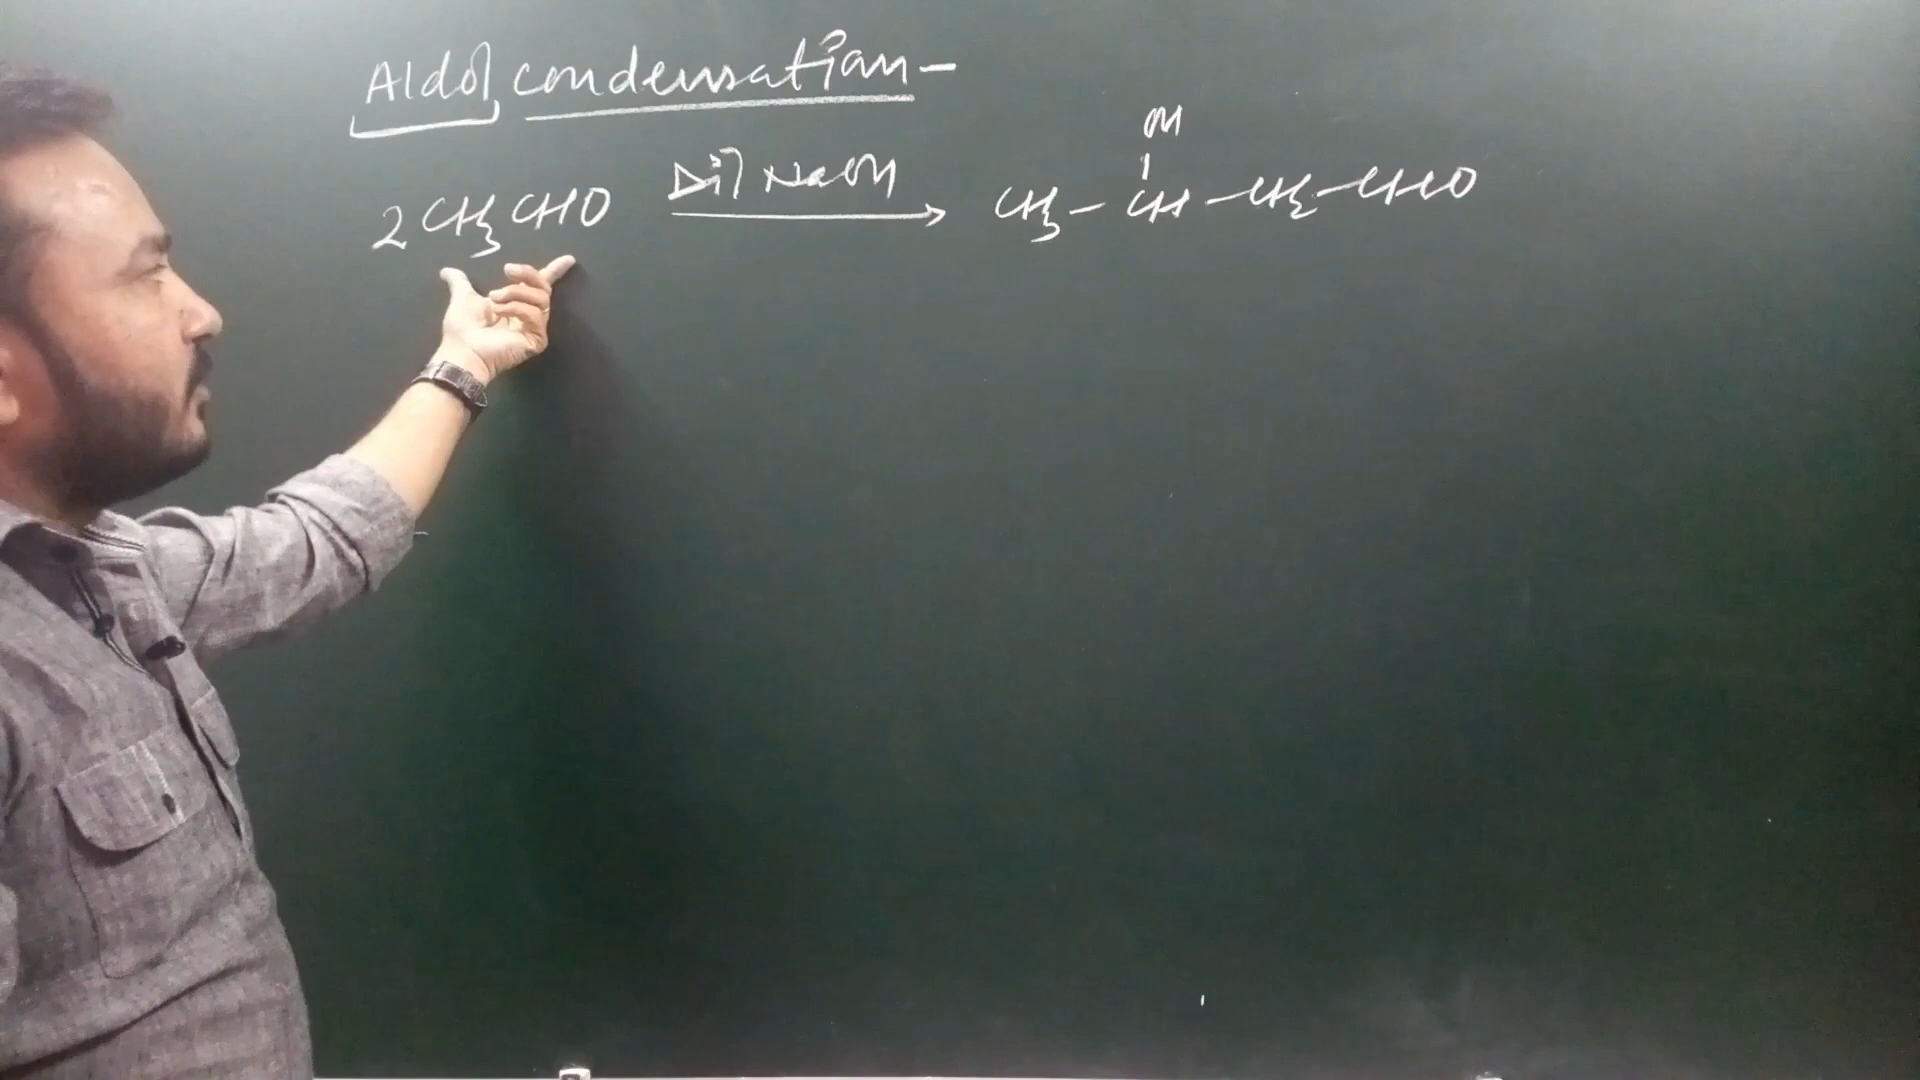 Aldol condensation-
OH
2CH3CHO Dil NaOH → CH3-CH-CH2-CHO